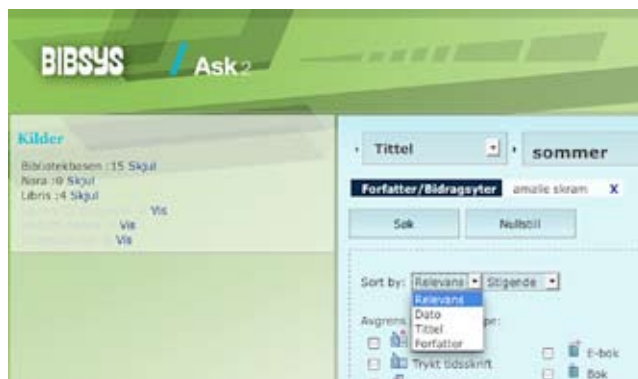 BIBSYS Ask2
Kilder
Bibliotekbasen :15 Skjul
Nora :0 Skjul
Libris :4 Skjul
Vis
Vis
Vis
Tittel sommer
Forfatter/Bidragsyter amalie skram X
Søk Nullstill
Sort by: Relevans Stigende
Relevans
Dato
Tittel
Forfatter
Avgrens pe:
Trykt tidsskrift
E-bok
Bok